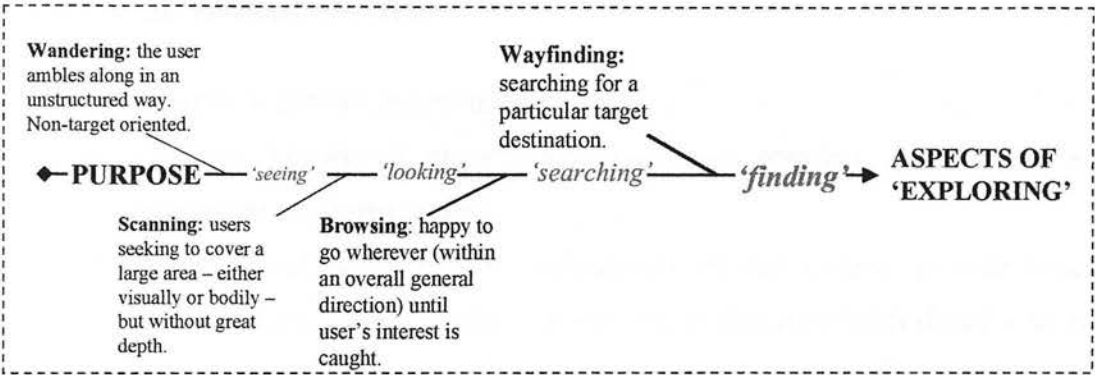 Wandering: the user
ambles along in an
unstructured way.
Non-target oriented.
Wayfinding:
searching for a
particular target
destination.
PURPOSE
'seeing'
'looking'
'searching'
'finding'
ASPECTS OF
'EXPLORING'
Scanning: users
seeking to cover a
large area – either
visually or bodily –
but without great
depth.
Browsing: happy to
go wherever (within
an overall general
direction) until
user's interest is
caught.